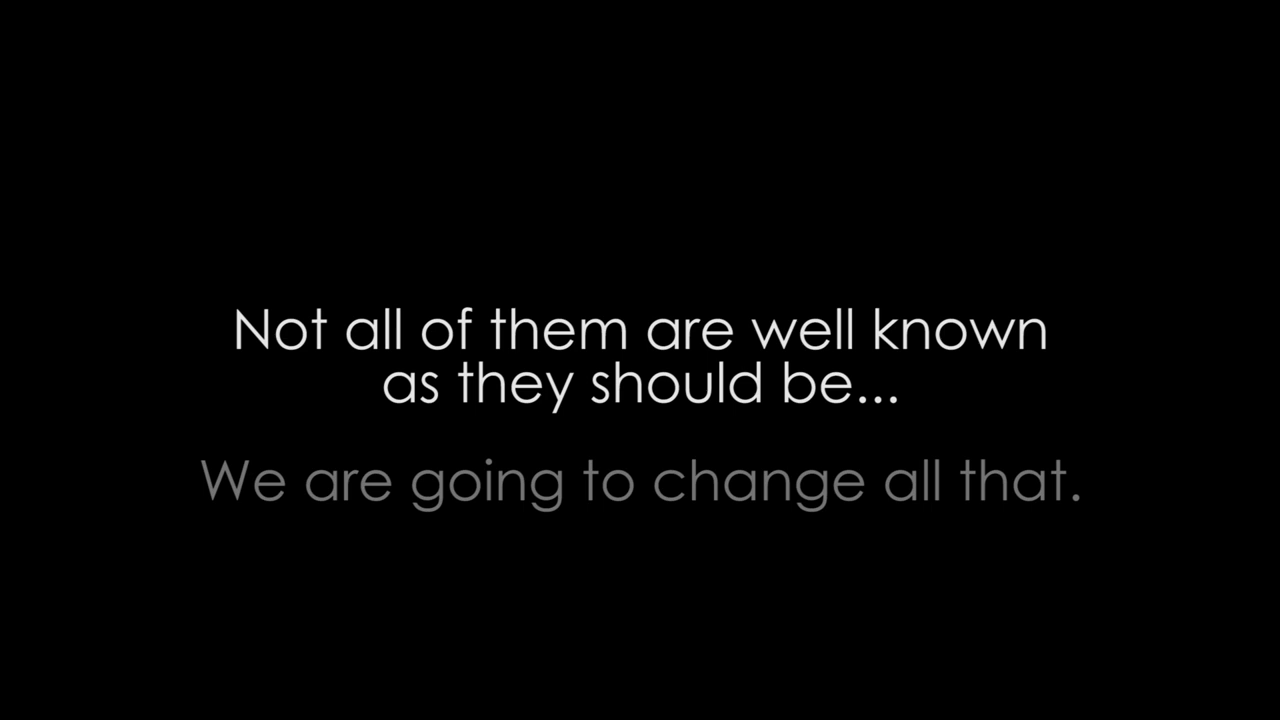 Not all of them are well known
as they should be...
We are going to change all that.